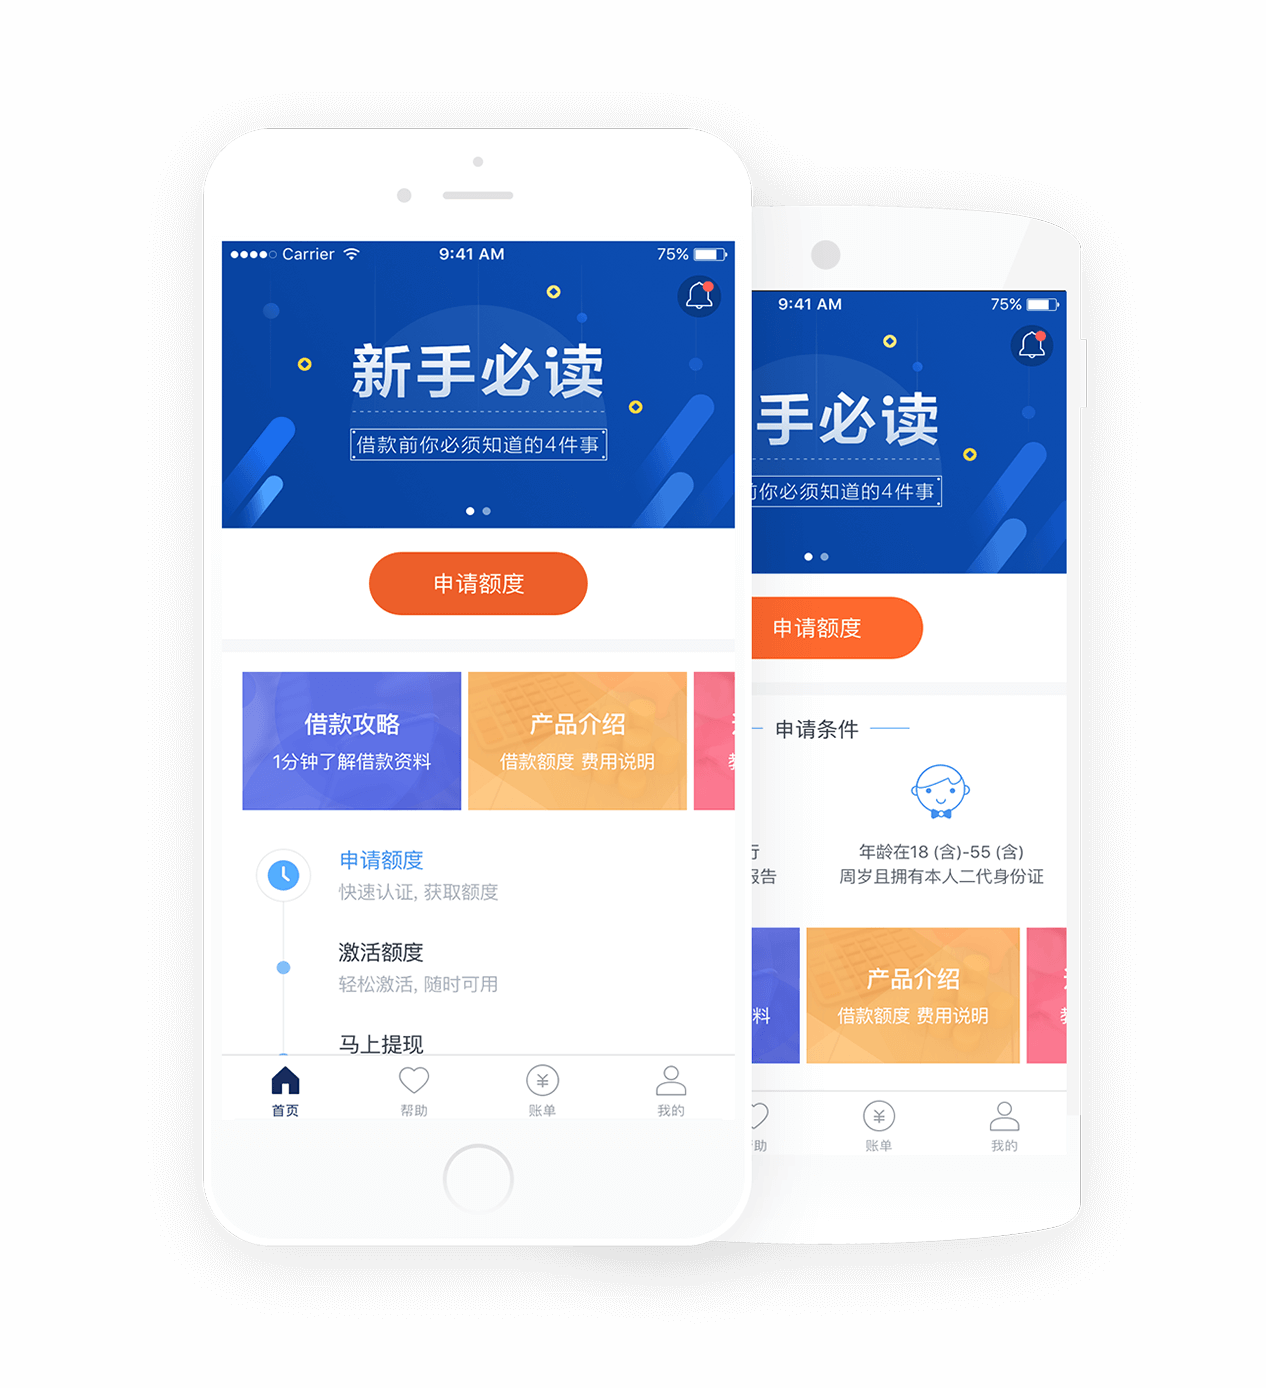 Carrier 9:41 AM 75%
新手必读
借款前你必须知道的4件事
申请额度
借款攻略
1分钟了解借款资料
产品介绍
借款额度 费用说明
申请额度
快速认证, 获取额度
激活额度
轻松激活, 随时可用
马上提现
首页
帮助
账单
我的
9:41 AM 75%
手必读
你必须知道的4件事
申请额度
申请条件
行
报告
年龄在18 (含)-55 (含)
周岁且拥有本人二代身份证
料
产品介绍
借款额度 费用说明
助
账单
我的